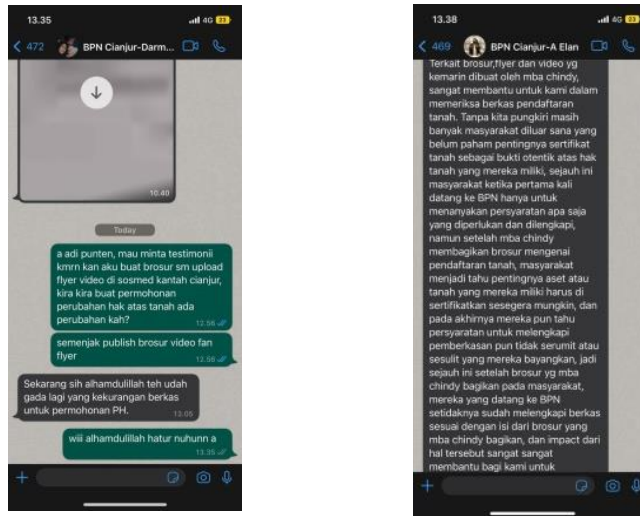 13.35
4G 23
472
BPN Cianjur-Darm...
10.40
Today
a adi punten, mau minta testimonii
kmrn kan aku buat brosur sm upload
flyer video di sosmed kantah cianjur,
kira kira buat permohonan
perubahan hak atas tanah ada
perubahan kah?
12.56
semenjak publish brosur video fan
flyer
12.56
Sekarang sih alhamdulillah teh udah
gada lagi yang kekurangan berkas
untuk permohonan PH.
13.05
wiii alhamdulillah hatur nuhunn a
13.35
13.38
4G
469
BPN Cianjur-A Elan
Terkait brosur,flyer dan video yg
kemarin dibuat oleh mba chindy,
sangat membantu untuk kami dalam
memeriksa berkas pendaftaran
tanah. Tanpa kita pungkiri masih
banyak masyarakat diluar sana yang
belum paham pentingnya sertifikat
tanah sebagai bukti otentik atas hak
tanah yang mereka miliki, sejauh ini
masyarakat ketika pertama kali
datang ke BPN hanya untuk
menanyakan persyaratan apa saja
yang diperlukan dan dilengkapi,
namun setelah mba chindy
membagikan brosur mengenai
pendaftaran tanah, masyarakat
menjadi tahu pentingnya aset atau
tanah yang mereka miliki harus di
sertifikatkan sesegera mungkin, dan
pada akhirnya mereka pun tahu
persyaratan untuk melengkapi
pemberkasan pun tidak serumit atau
sesulit yang mereka bayangkan, jadi
sejauh ini setelah brosur yg mba
chindy bagikan pada masyarakat,
mereka yang datang ke BPN
setidaknya sudah melengkapi berkas
sesuai dengan isi dari brosur yang
mba chindy bagikan, dan impact dari
hal tersebut sangat sangat
membantu bagi kami untuk